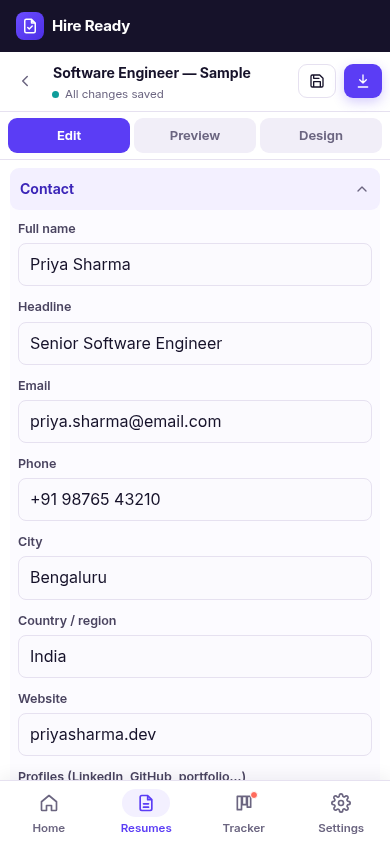 Hire Ready
Software Engineer — Sample
All changes saved
Edit
Preview
Design
Contact
Full name
Priya Sharma
Headline
Senior Software Engineer
Email
priya.sharma@email.com
Phone
+91 98765 43210
City
Bengaluru
Country / region
India
Website
priyasharma.dev
Profiles (LinkedIn, GitHub, portfolio...)
Home
Resumes
Tracker
Settings